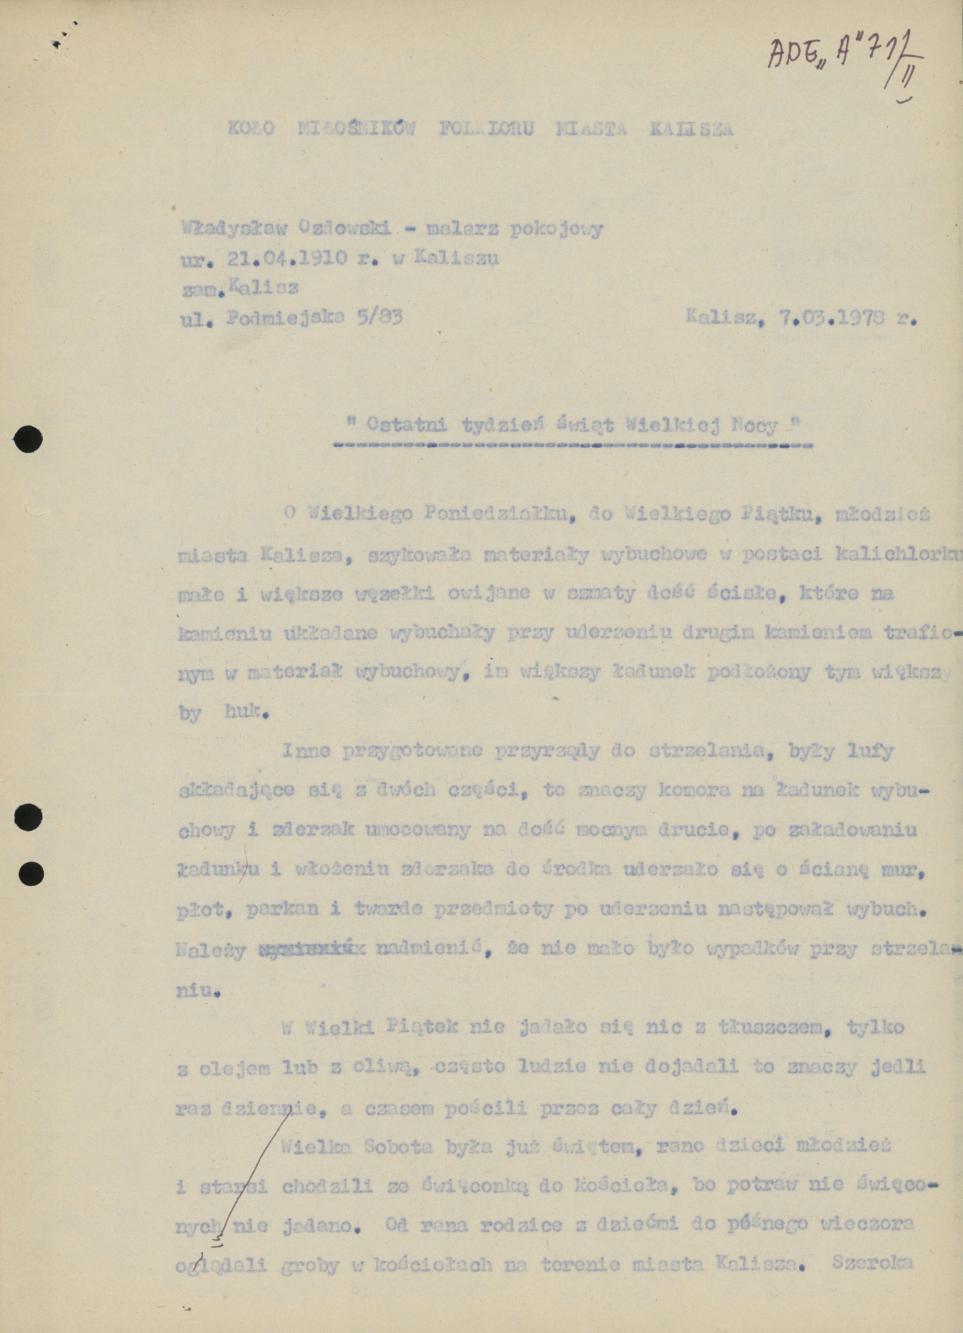 ADE "A" 71/II
KOŁO MIŁOŚNIKÓW FOLKLORU MIASTA KALISZA
Władysław Ozdowski - malarz pokojowy
ur. 21.04.1910 r. w Kaliszu
zam. Kalisz
ul. Podmiejska 5/83
Kalisz, 7.03.1978 r.
" Ostatni tydzień świąt Wielkiej Nocy "
O Wielkiego Poniedziałku, do Wielkiego Piątku, młodzież
miasta Kalisza, szykowała materiały wybuchowe w postaci kalichlorku
małe i większe węzełki owijane w szmaty dość ścisłe, które na
kamieniu układane wybuchały przy uderzeniu drugim kamieniem trafio-
nym w materiał wybuchowy, im większy ładunek podłożony tym większy
by huk.
Inne przygotowane przyrządy do strzelania, były lufy
składające się z dwóch części, to znaczy komora na ładunek wybu-
chowy i zderzak umocowany na dość mocnym drucie, po załadowaniu
ładunku i włożeniu zderzaka do środka uderzało się o ścianę mur,
płot, parkan i twarde przedmioty po uderzeniu następował wybuch.
Należy nadmienić, że nie mało było wypadków przy strzela-
niu.
W Wielki Piątek nie jadało się nic z tłuszczem, tylko
z olejem lub z oliwą, często ludzie nie dojadali to znaczy jedli
raz dziennie, a czasem pościli przez cały dzień.
Wielka Sobota była już świętem, rano dzieci młodzież
i starsi chodzili ze święconką do kościoła, bo potraw nie święco-
nych nie jadano. Od rana rodzice z dziećmi do późnego wieczora
oglądali groby w kościołach na terenie miasta Kalisza. Szeroka